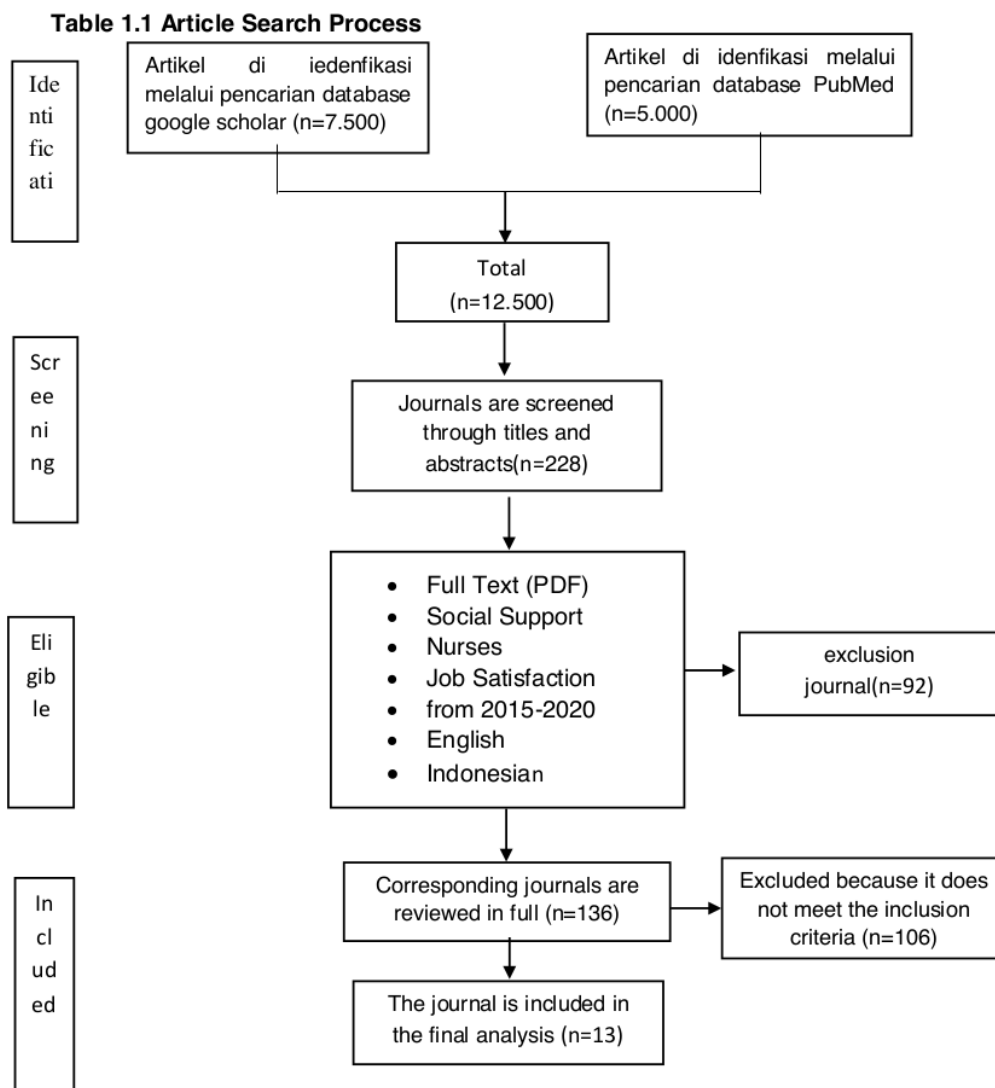 Table 1.1 Article Search Process
Ide
nti
fic
ati
Artikel di iedenfikasi
melalui pencarian database
google scholar (n=7.500)
Artikel di idenfikasi melalui
pencarian database PubMed
(n=5.000)
Total
(n=12.500)
Scr
ee
ni
ng
Journals are screened
through titles and
abstracts(n=228)
Eli
gib
le
• Full Text (PDF)
• Social Support
• Nurses
• Job Satisfaction
• from 2015-2020
• English
• Indonesian
exclusion
journal(n=92)
In
cl
ud
ed
Corresponding journals are
reviewed in full (n=136)
Excluded because it does
not meet the inclusion
criteria (n=106)
The journal is included in
the final analysis (n=13)